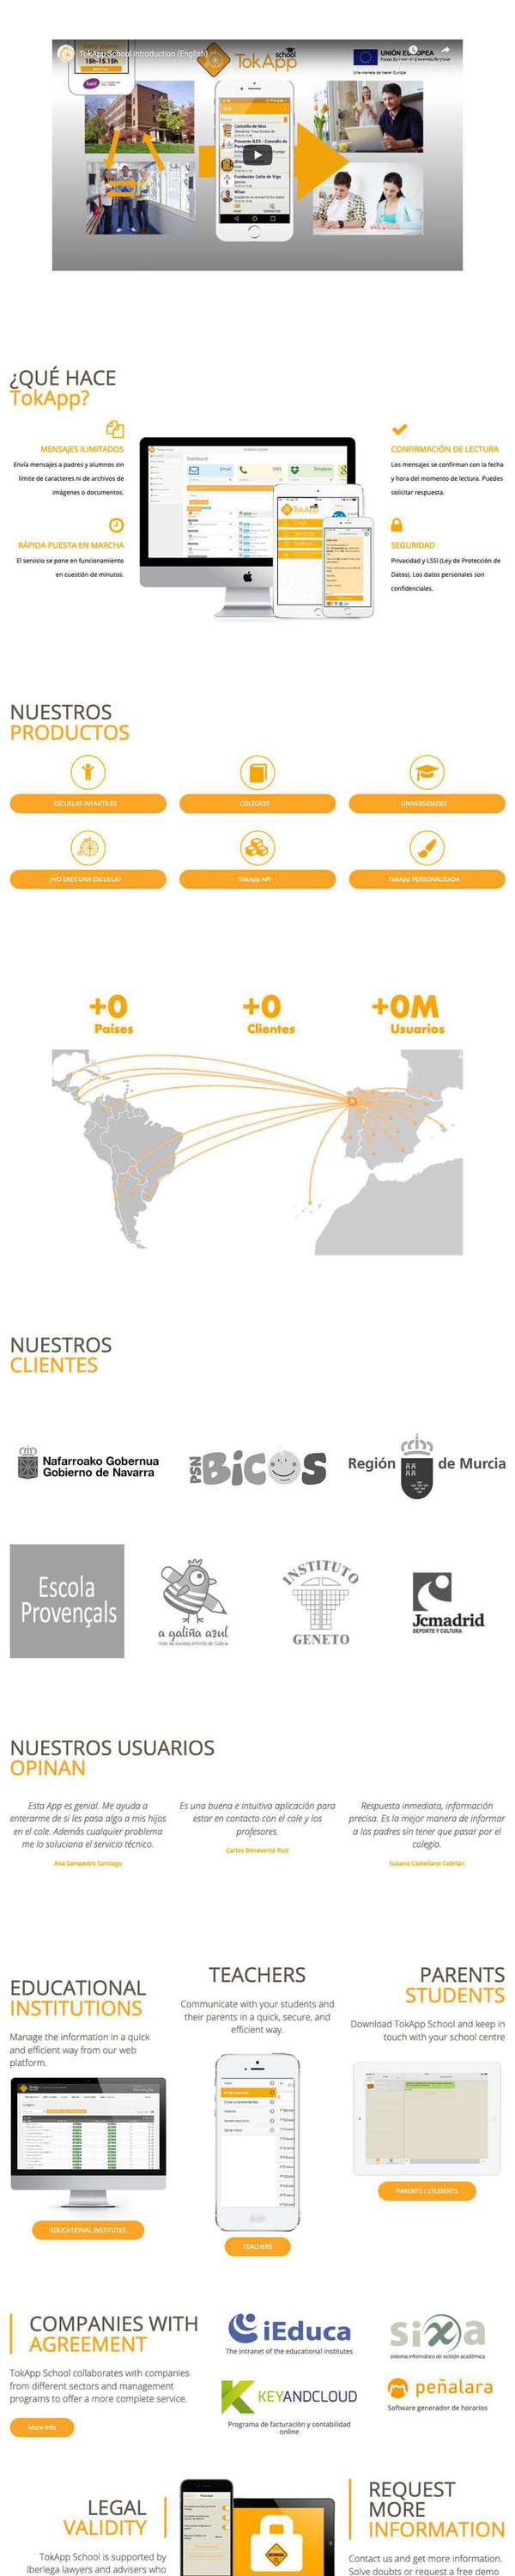 TokApp School introduction (English)
15h-15.15h
TokApp
school
UNIÓN EUROPEA
Una manera de hacer Europa
¿QUÉ HACE
TokApp?
MENSAJES ILIMITADOS
Envía mensajes a padres y alumnos sin
límite de caracteres ni de archivos de
imágenes o documentos.
CONFIRMACIÓN DE LECTURA
Los mensajes se confirman con la fecha
y hora del momento de lectura. Puedes
solicitar respuesta.
RÁPIDA PUESTA EN MARCHA
El servicio se pone en funcionamiento
en cuestión de minutos.
SEGURIDAD
Privacidad y LSSI (Ley de Protección de
Datos). Los datos personales son
confidenciales.
NUESTROS
PRODUCTOS
ESCUELAS INFANTILES
COLEGIOS
UNIVERSIDADES
¿NO ERES UNA ESCUELA?
TokApp API
TokApp PERSONALIZADA
+0
Países
+0
Clientes
+0M
Usuarios
NUESTROS
CLIENTES
Nafarroako Gobernua
Gobierno de Navarra
PSN
BiCOS
Región de Murcia
Escola
Provençals
a galiña azul
INSTITUTO
GENETO
Jcmadrid
DEPORTE Y CULTURA
NUESTROS USUARIOS
OPINAN
Esta App es genial. Me ayuda a
enterarme de si les pasa algo a mis hijos
en el cole. Además cualquier problema
me lo soluciona el servicio técnico.
Ana Sampedro Santiago
Es una buena e intuitiva aplicación para
estar en contacto con el cole y los
profesores.
Carlos Benavente Ruíz
Respuesta inmediata, información
precisa. Es la mejor manera de informar
a los padres sin tener que pasar por el
colegio.
Susana Castellano Cebrián
EDUCATIONAL
INSTITUTIONS
Manage the information in a quick
and efficient way from our web
platform.
EDUCATIONAL INSTITUTES
TEACHERS
Communicate with your students and
their parents in a quick, secure, and
efficient way.
TEACHERS
PARENTS
STUDENTS
Download TokApp School and keep in
touch with your school centre
PARENTS / STUDENTS
COMPANIES WITH
AGREEMENT
TokApp School collaborates with companies
from different sectors and management
programs to offer a more complete service.
More info
iEduca
The Intranet of the educational institutes
sixa
sistema informático de xestión académica
KEYANDCLOUD
Programa de facturación y contabilidad
online
peñalara
Software generador de horarios
LEGAL
VALIDITY
TokApp School is supported by
Iberlega lawyers and advisers who
REQUEST
MORE
INFORMATION
Contact us and get more information.
Solve doubts or request a free demo